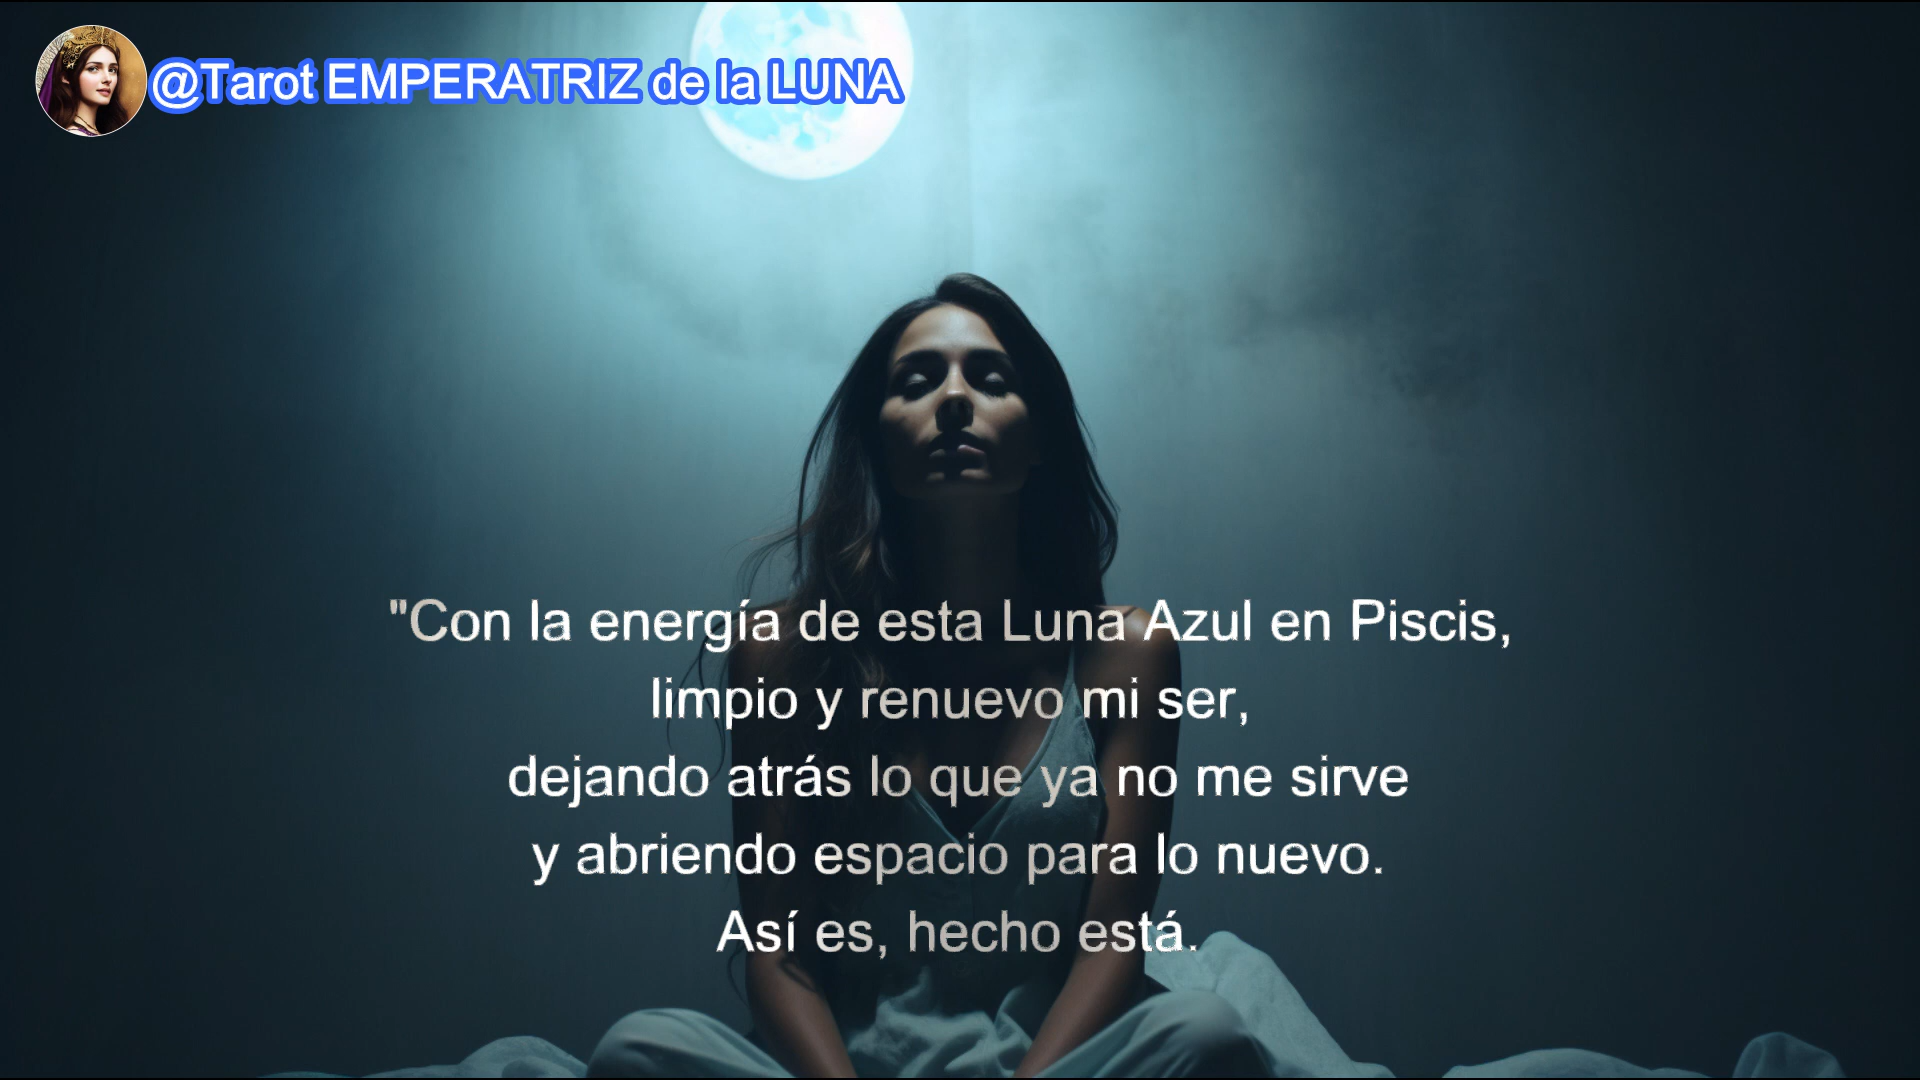 @Tarot EMPERATRIZ de la LUNA
"Con la energía de esta Luna Azul en Piscis,
limpio y renuevo mi ser,
dejando atrás lo que ya no me sirve
y abriendo espacio para lo nuevo.
Así es, hecho está.